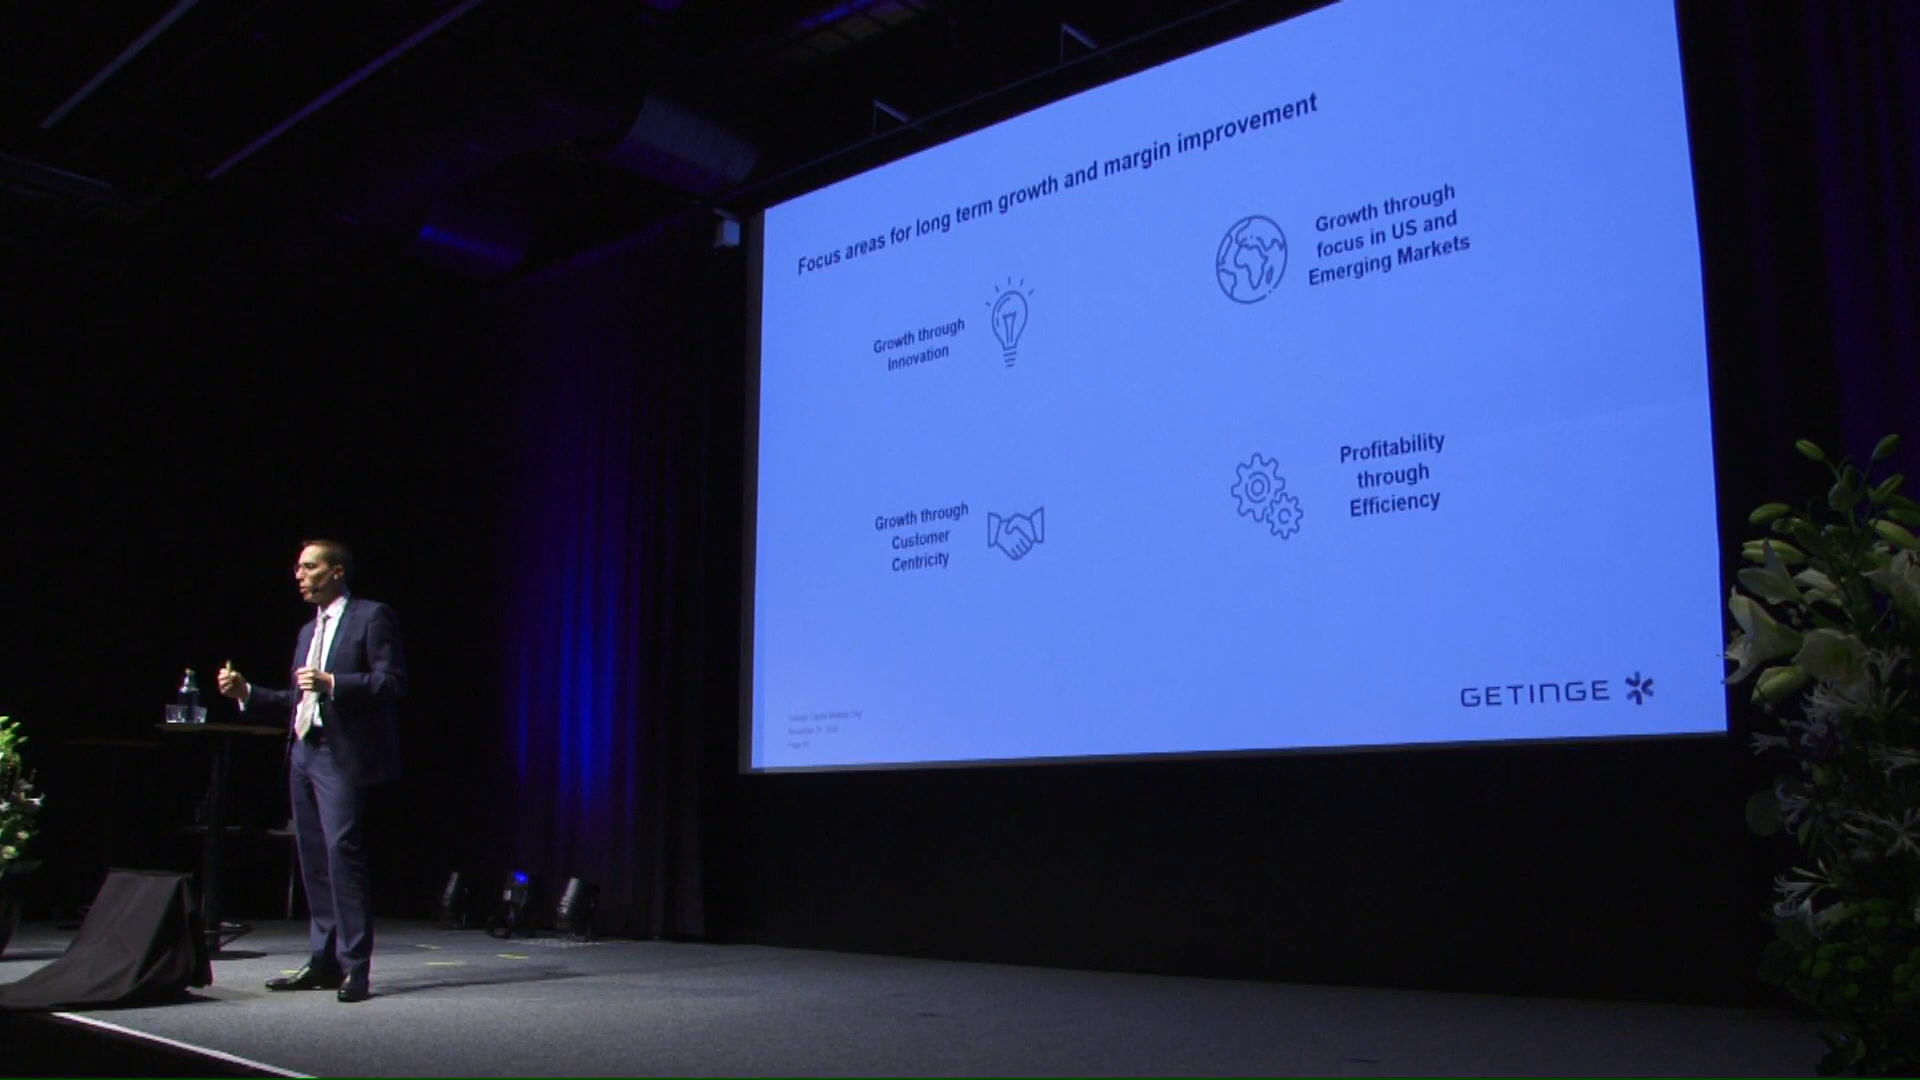 Focus areas for long term growth and margin improvement
Growth through
Innovation
Growth through
focus in US and
Emerging Markets
Growth through
Customer
Centricity
Profitability
through
Efficiency
GETINGE